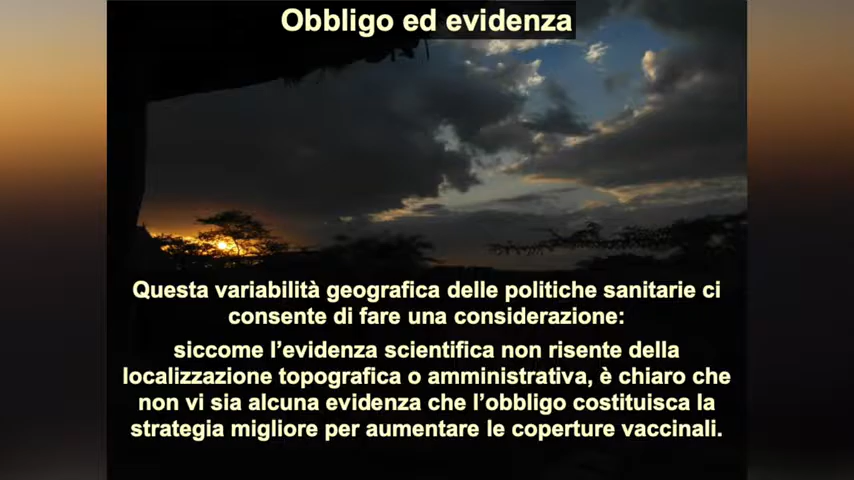 Obbligo ed evidenza
Questa variabilità geografica delle politiche sanitarie ci
consente di fare una considerazione:
siccome l’evidenza scientifica non risente della
localizzazione topografica o amministrativa, è chiaro che
non vi sia alcuna evidenza che l’obbligo costituisca la
strategia migliore per aumentare le coperture vaccinali.